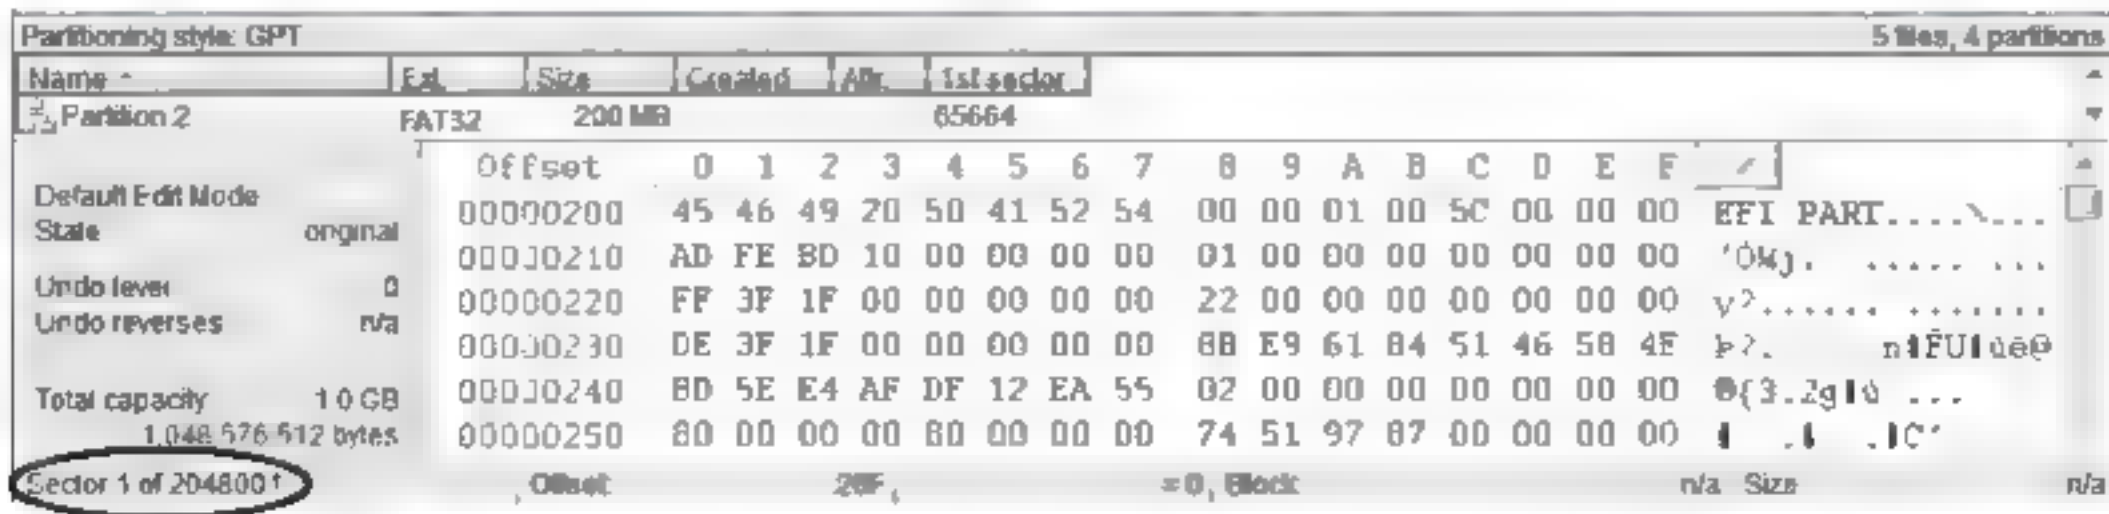 Partitioning style: GPT 5 files, 4 partitions
Name Ext. Size Created Attr. 1st sector
Partition 2 FAT32 200 MB 65664
Offset 0 1 2 3 4 5 6 7 8 9 A B C D E F
Default Edit Mode
State original
00000200 45 46 49 20 50 41 52 54 00 00 01 00 5C 00 00 00 EFI PART....\...
00000210 AD FE BD 10 00 00 00 00 01 00 00 00 00 00 00 00
Undo level 0
00000220 FF 3F 1F 00 00 00 00 00 22 00 00 00 00 00 00 00
Undo reverses n/a
00000230 DE 3F 1F 00 00 00 00 00 8B E9 61 84 51 46 58 4E
Total capacity 1.0 GB
00000240 BD 5E E4 AF DF 12 EA 55 02 00 00 00 00 00 00 00
1,048,576,512 bytes
00000250 80 00 00 00 80 00 00 00 74 51 97 87 00 00 00 00
Sector 1 of 2048001 Offset: 20F, = 0, Block: n/a Size n/a